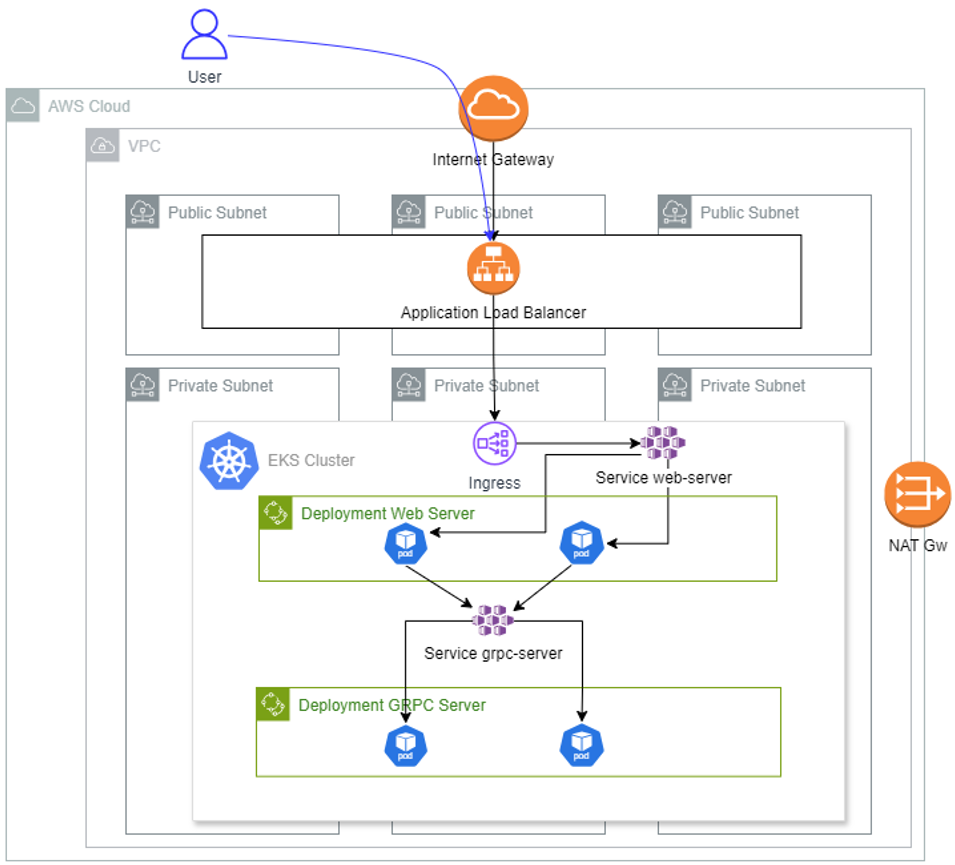 User
AWS Cloud
Internet Gateway
VPC
Public Subnet
Public Subnet
Public Subnet
Application Load Balancer
Private Subnet
Private Subnet
Private Subnet
EKS Cluster
Ingress
Service web-server
Deployment Web Server
pod
pod
NAT Gw
Service grpc-server
Deployment GRPC Server
pod
pod